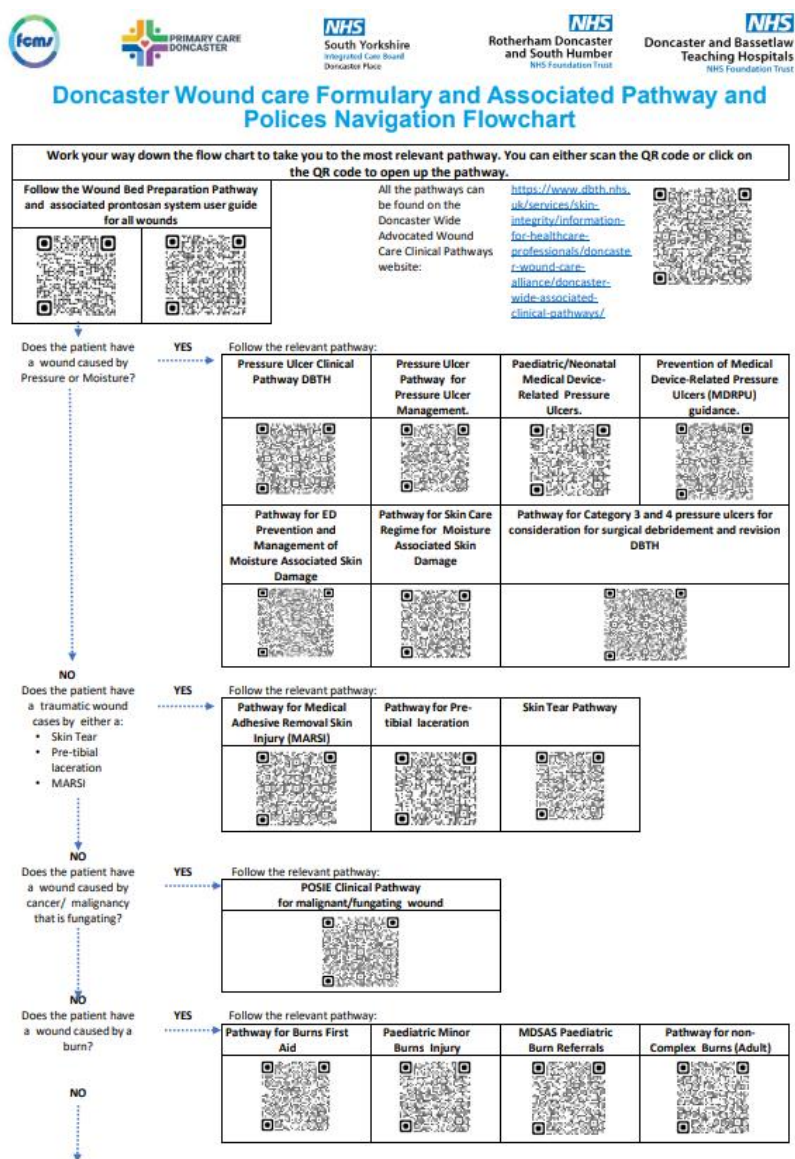 fcms
PRIMARY CARE
DONCASTER
NHS
South Yorkshire
Integrated Care Board
Doncaster Place
NHS
Rotherham Doncaster
and South Humber
NHS Foundation Trust
NHS
Doncaster and Bassetlaw
Teaching Hospitals
NHS Foundation Trust
Doncaster Wound care Formulary and Associated Pathway and
Polices Navigation Flowchart
Work your way down the flow chart to take you to the most relevant pathway. You can either scan the QR code or click on
the QR code to open up the pathway.
Follow the Wound Bed Preparation Pathway
and associated prontosan system user guide
for all wounds
All the pathways can
be found on the
Doncaster Wide
Advocated Wound
Care Clinical Pathways
website:
https://www.dbth.nhs.
uk/services/skin-
integrity/information-
for-healthcare-
professionals/doncaste
r-wound-care-
alliance/doncaster-
wide-associated-
clinical-pathways/
Does the patient have
a wound caused by
Pressure or Moisture?
YES
Follow the relevant pathway:
Pressure Ulcer Clinical
Pathway DBTH
Pressure Ulcer
Pathway for
Pressure Ulcer
Management.
Paediatric/Neonatal
Medical Device-
Related Pressure
Ulcers.
Prevention of Medical
Device-Related Pressure
Ulcers (MDRPU)
guidance.
Pathway for ED
Prevention and
Management of
Moisture Associated Skin
Damage
Pathway for Skin Care
Regime for Moisture
Associated Skin
Damage
Pathway for Category 3 and 4 pressure ulcers for
consideration for surgical debridement and revision
DBTH
NO
Does the patient have
a traumatic wound
cases by either a:
• Skin Tear
• Pre-tibial
laceration
• MARSI
YES
Follow the relevant pathway:
Pathway for Medical
Adhesive Removal Skin
Injury (MARSI)
Pathway for Pre-
tibial laceration
Skin Tear Pathway
NO
Does the patient have
a wound caused by
cancer/ malignancy
that is fungating?
YES
Follow the relevant pathway:
POSIE Clinical Pathway
for malignant/fungating wound
NO
Does the patient have
a wound caused by a
burn?
YES
Follow the relevant pathway:
Pathway for Burns First
Aid
Paediatric Minor
Burns Injury
MDSAS Paediatric
Burn Referrals
Pathway for non-
Complex Burns (Adult)
NO